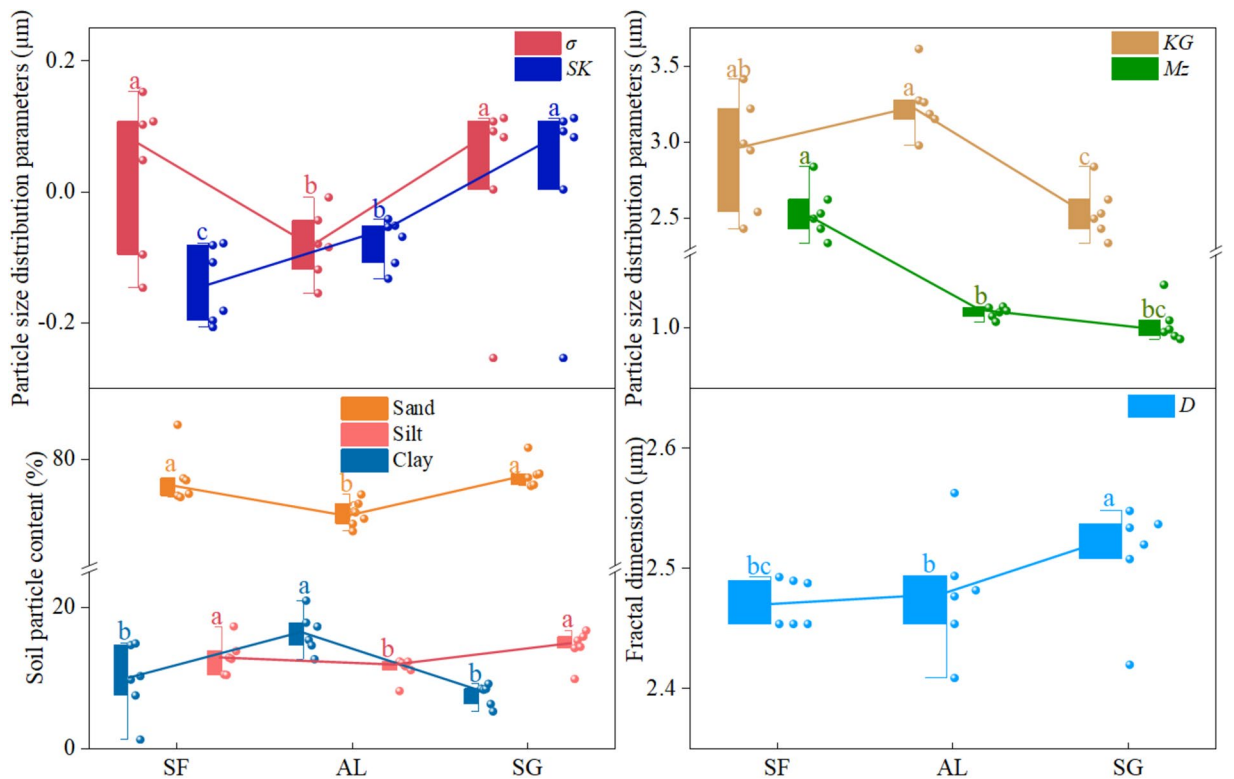 Particle size distribution parameters (μm)
0.2
0.0
-0.2
σ
SK
a
c
b
b
a
a
Particle size distribution parameters (μm)
3.5
3.0
2.5
1.0
KG
Mz
ab
a
a
b
c
bc
Soil particle content (%)
80
20
0
Sand
Silt
Clay
a
b
a
b
a
a
b
b
a
SF
AL
SG
Fractal dimension (μm)
2.6
2.5
2.4
D
bc
b
a
SF
AL
SG